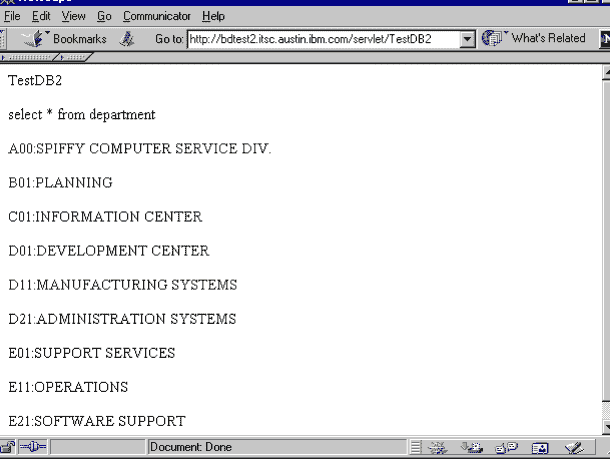 File Edit View Go Communicator Help
Bookmarks Go to: http://bdtest2.itsc.austin.ibm.com/servlet/TestDB2 What's Related N
TestDB2
select * from department
A00:SPIFFY COMPUTER SERVICE DIV.
B01:PLANNING
C01:INFORMATION CENTER
D01:DEVELOPMENT CENTER
D11:MANUFACTURING SYSTEMS
D21:ADMINISTRATION SYSTEMS
E01:SUPPORT SERVICES
E11:OPERATIONS
E21:SOFTWARE SUPPORT
Document: Done